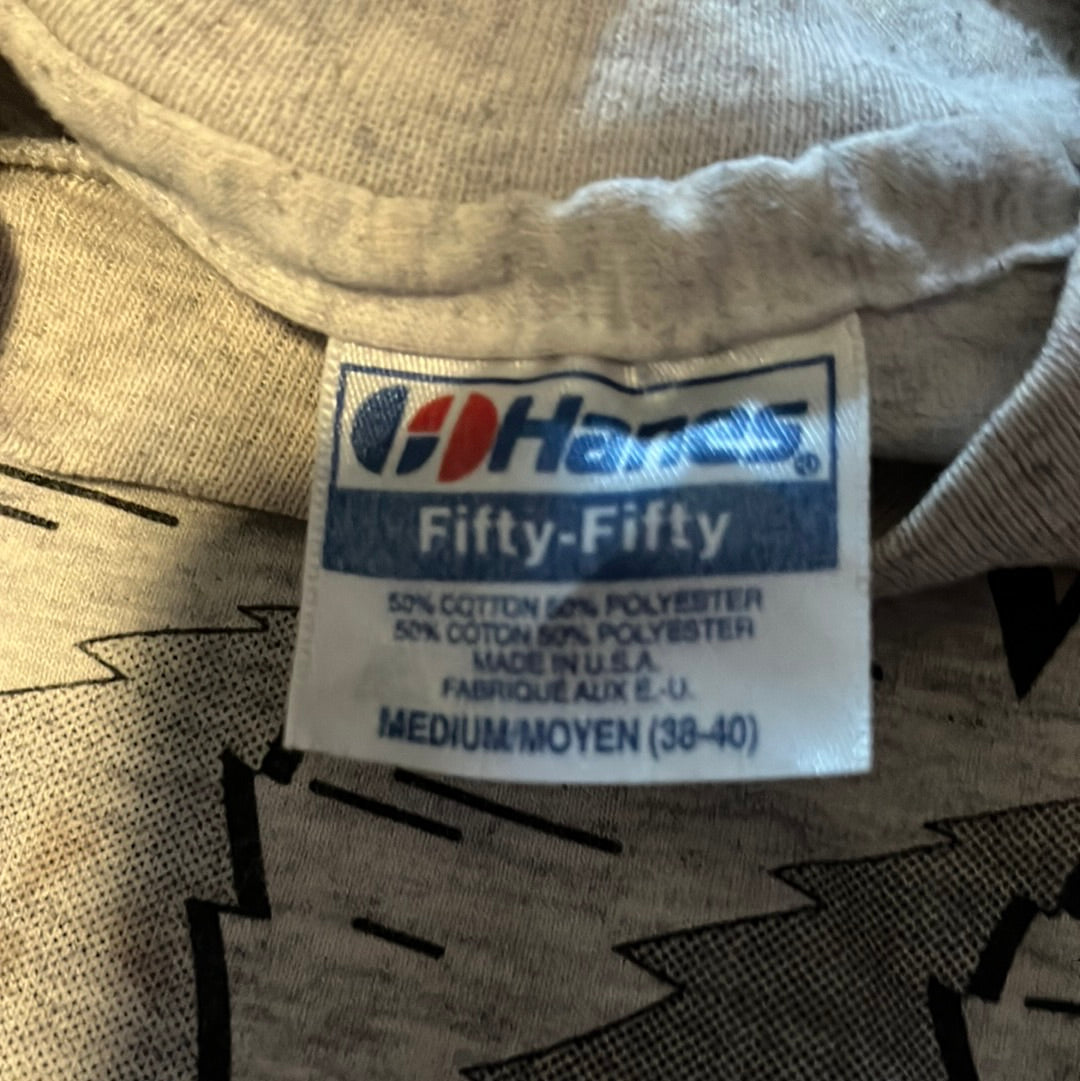 Hanes®
Fifty-Fifty
50% COTTON 50% POLYESTER
50% COTON 50% POLYESTER
MADE IN U.S.A.
FABRIQUÉ AUX É.-U.
MEDIUM/MOYEN (38-40)